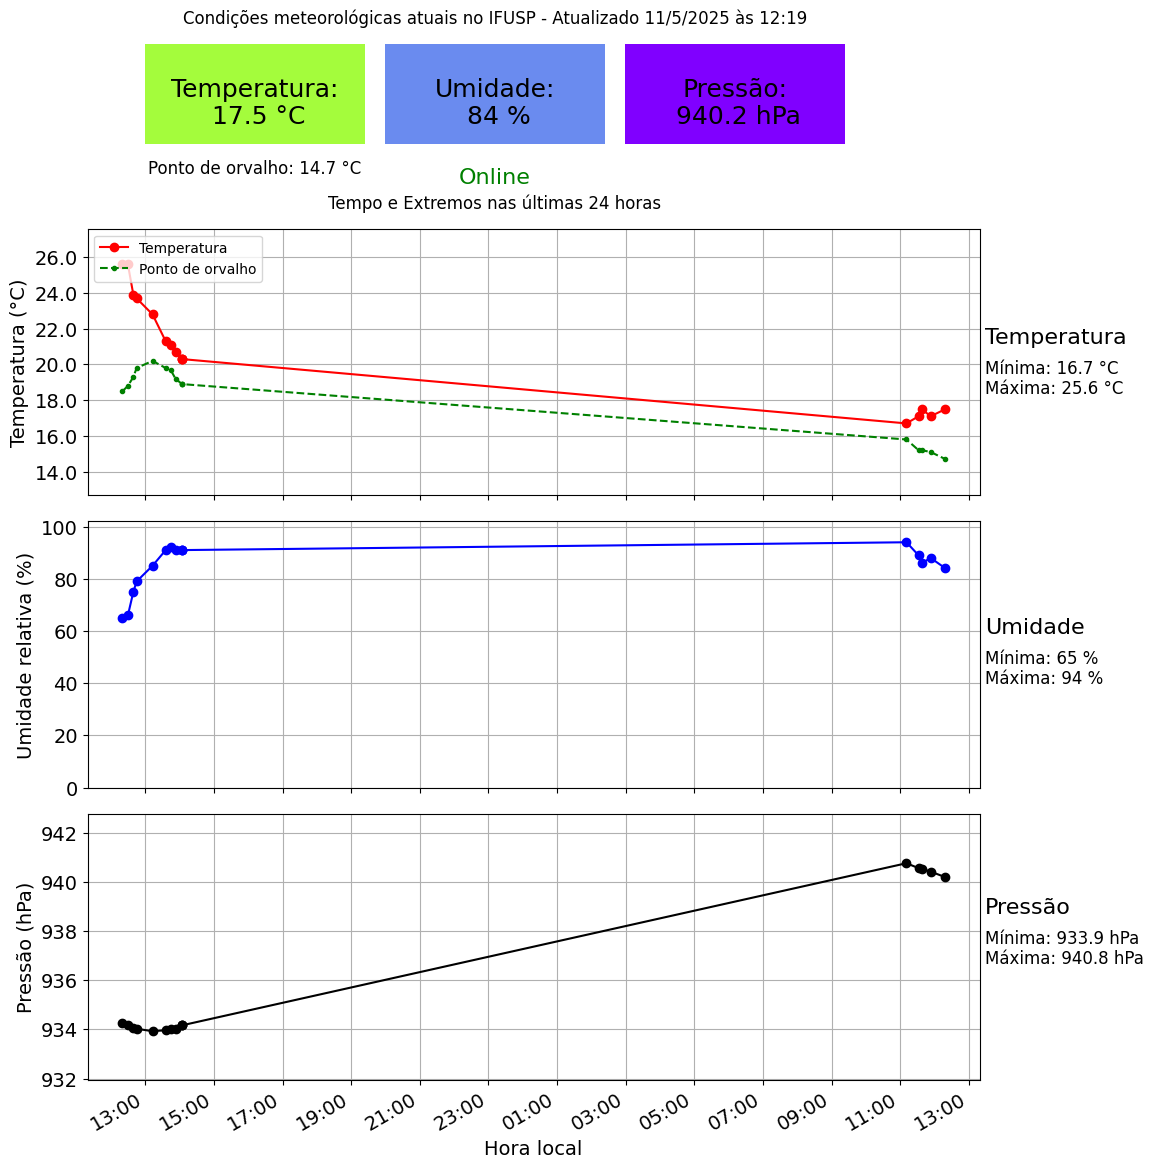 Condições meteorológicas atuais no IFUSP - Atualizado 11/5/2025 às 12:19
Temperatura:
17.5 °C
Umidade:
84 %
Pressão:
940.2 hPa
Ponto de orvalho: 14.7 °C
Online
Tempo e Extremos nas últimas 24 horas
Temperatura (°C)
26.0
24.0
22.0
20.0
18.0
16.0
14.0
Temperatura
Ponto de orvalho
Temperatura
Mínima: 16.7 °C
Máxima: 25.6 °C
Umidade relativa (%)
100
80
60
40
20
0
Umidade
Mínima: 65 %
Máxima: 94 %
Pressão (hPa)
942
940
938
936
934
932
Pressão
Mínima: 933.9 hPa
Máxima: 940.8 hPa
13:00
15:00
17:00
19:00
21:00
23:00
01:00
03:00
05:00
07:00
09:00
11:00
13:00
Hora local